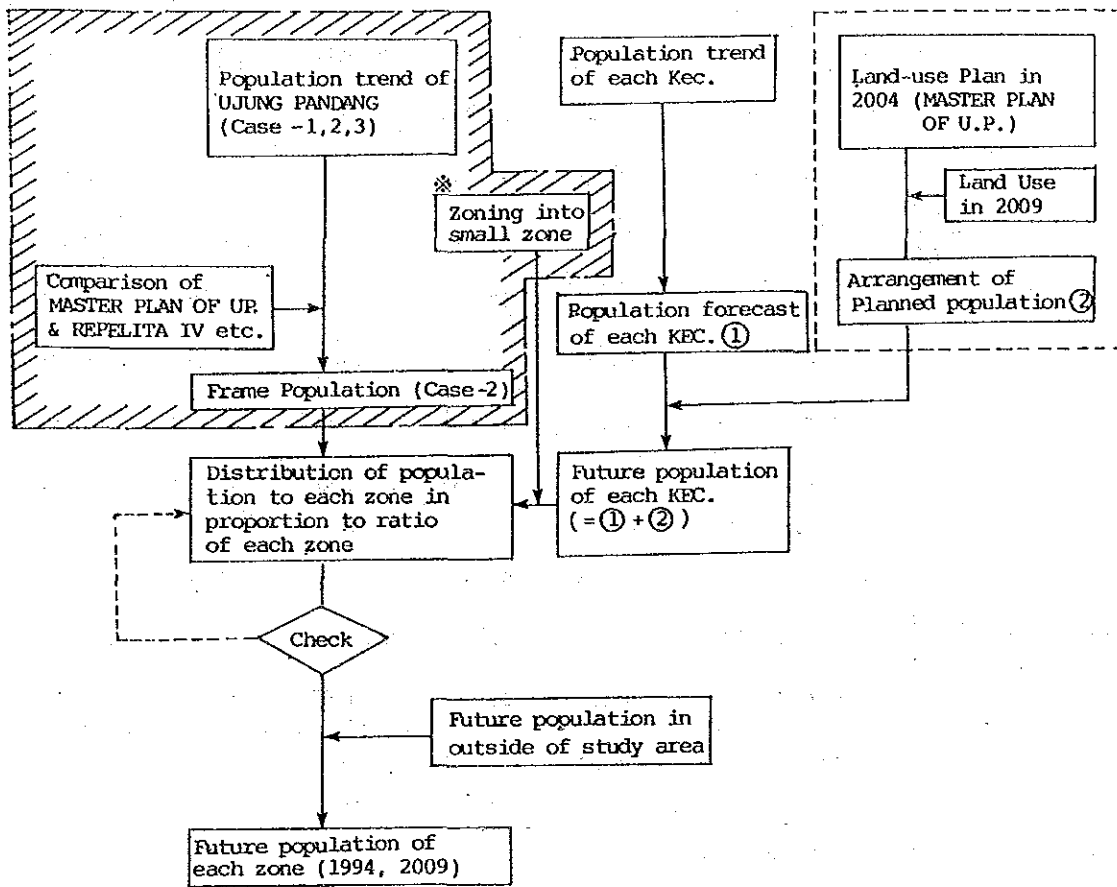 Population trend of
UJUNG PANDANG
(Case -1,2,3)
Population trend
of each Kec.
Land-use Plan in
2004 (MASTER PLAN
OF U.P.)
※
Zoning into
small zone
Land Use
in 2009
Comparison of
MASTER PLAN OF UP.
& REPELITA IV etc.
Population forecast
of each KEC. ①
Arrangement of
Planned population ②
Frame Population (Case-2)
Distribution of popula-
tion to each zone in
proportion to ratio
of each zone
Future population
of each KEC.
(=①+②)
Check
Future population in
outside of study area
Future population of
each zone (1994, 2009)